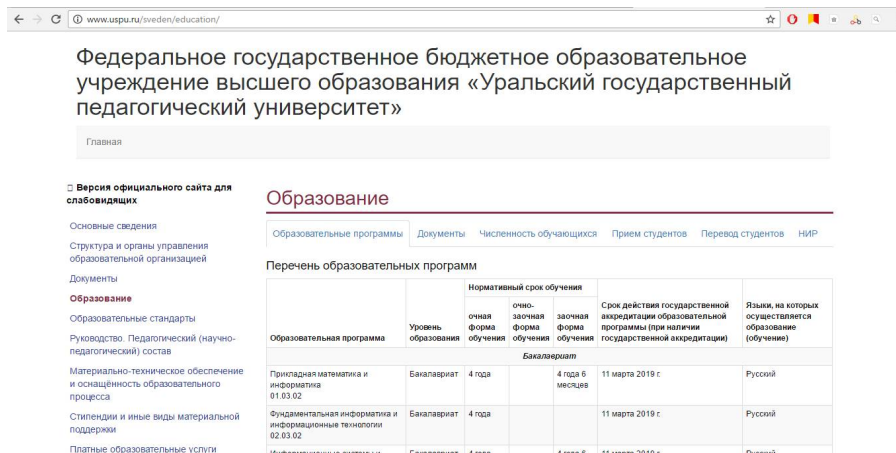 www.uspu.ru/sveden/education/
Федеральное государственное бюджетное образовательное
учреждение высшего образования «Уральский государственный
педагогический университет»
Главная
Версия официального сайта для
слабовидящих
Основные сведения
Структура и органы управления
образовательной организацией
Документы
Образование
Образовательные стандарты
Руководство. Педагогический (научно-
педагогический) состав
Материально-техническое обеспечение
и оснащённость образовательного
процесса
Стипендии и иные виды материальной
поддержки
Платные образовательные услуги
Образование
Образовательные программы Документы Численность обучающихся Прием студентов Перевод студентов НИР
Перечень образовательных программ
Образовательная программа
Уровень
образования
Нормативный срок обучения
очная
форма
обучения
очно-
заочная
форма
обучения
заочная
форма
обучения
Срок действия государственной
аккредитации образовательной
программы (при наличии
государственной аккредитации)
Языки, на которых
осуществляется
образование
(обучение)
Бакалавриат
Прикладная математика и
информатика
01.03.02
Бакалавриат
4 года
4 года 6
месяцев
11 марта 2019 г.
Русский
Фундаментальная информатика и
информационные технологии
02.03.02
Бакалавриат
4 года
11 марта 2019 г.
Русский